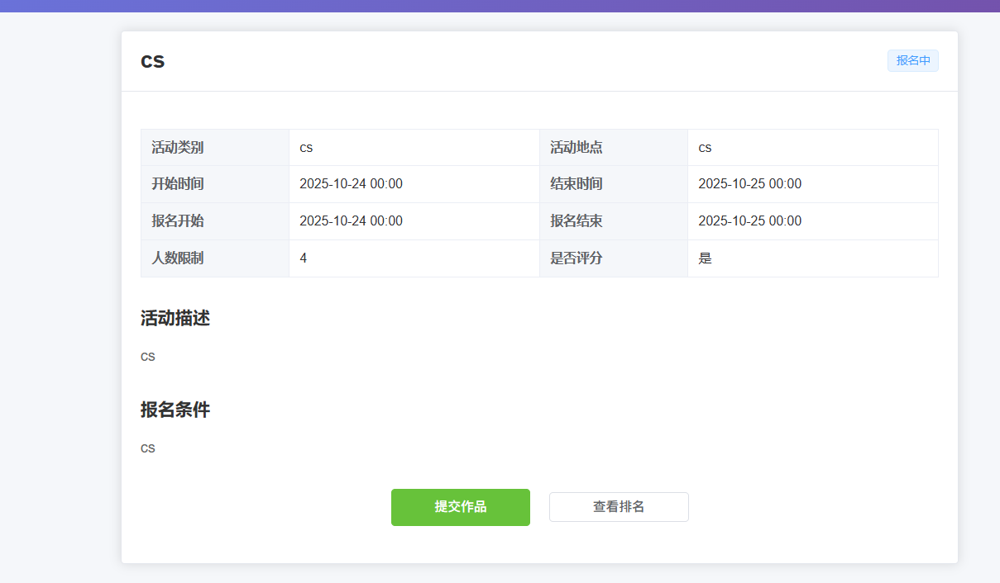 cs
报名中
活动类别 cs 活动地点 cs
开始时间 2025-10-24 00:00 结束时间 2025-10-25 00:00
报名开始 2025-10-24 00:00 报名结束 2025-10-25 00:00
人数限制 4 是否评分 是
活动描述
cs
报名条件
cs
提交作品 查看排名